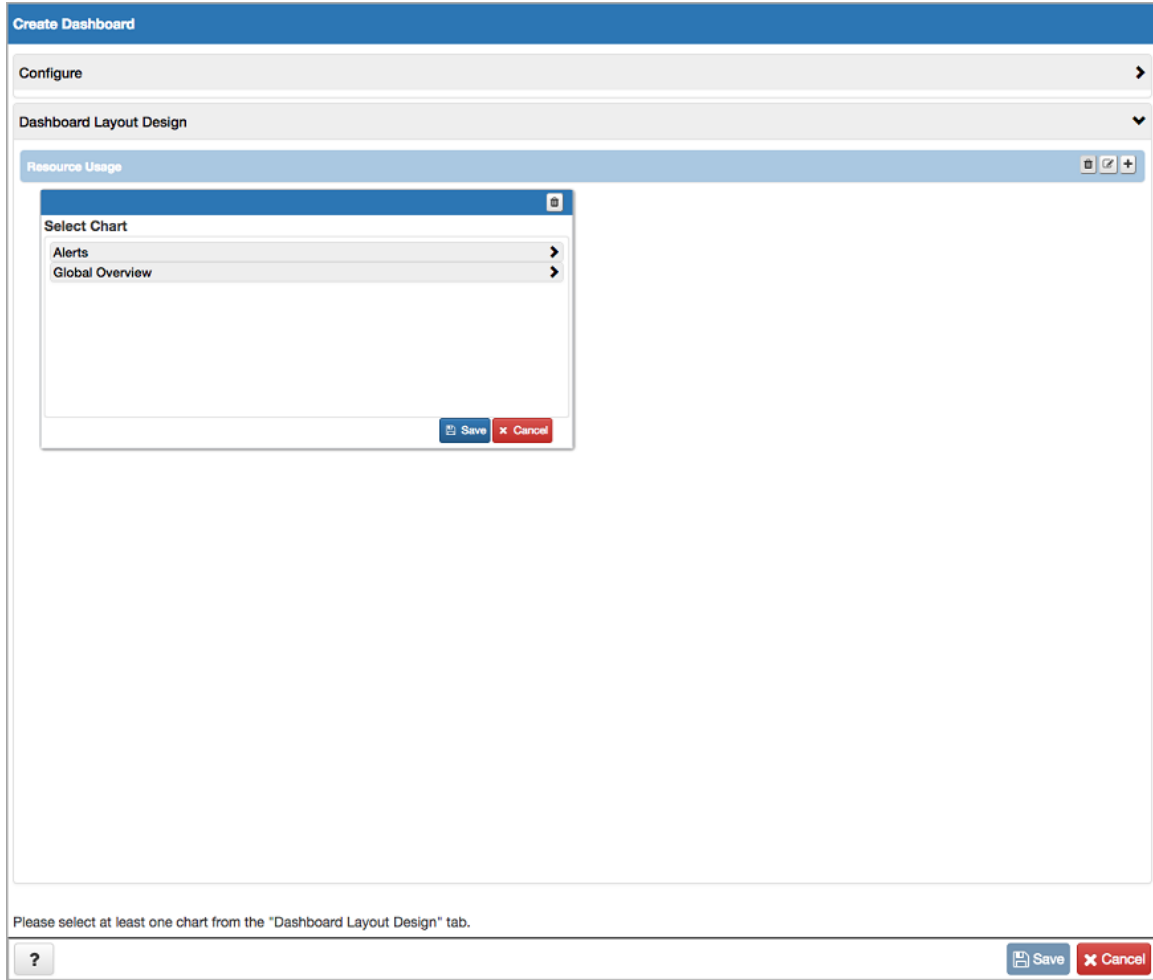 Create Dashboard
Configure
Dashboard Layout Design
Resource Usage
Select Chart
Alerts
Global Overview
Save Cancel
Please select at least one chart from the "Dashboard Layout Design" tab.
? Save Cancel